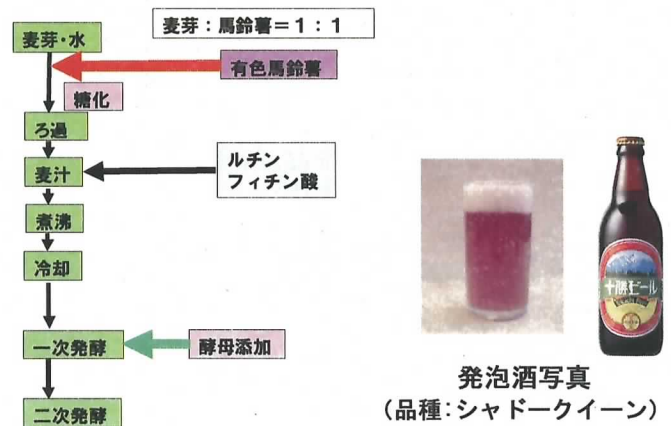 麦芽:馬鈴薯=1:1
麦芽・水
有色馬鈴薯
糖化
ろ過
麦汁
ルチン
フィチン酸
煮沸
冷却
一次発酵
酵母添加
二次発酵
十勝ビール
発泡酒写真
(品種:シャドークイーン)